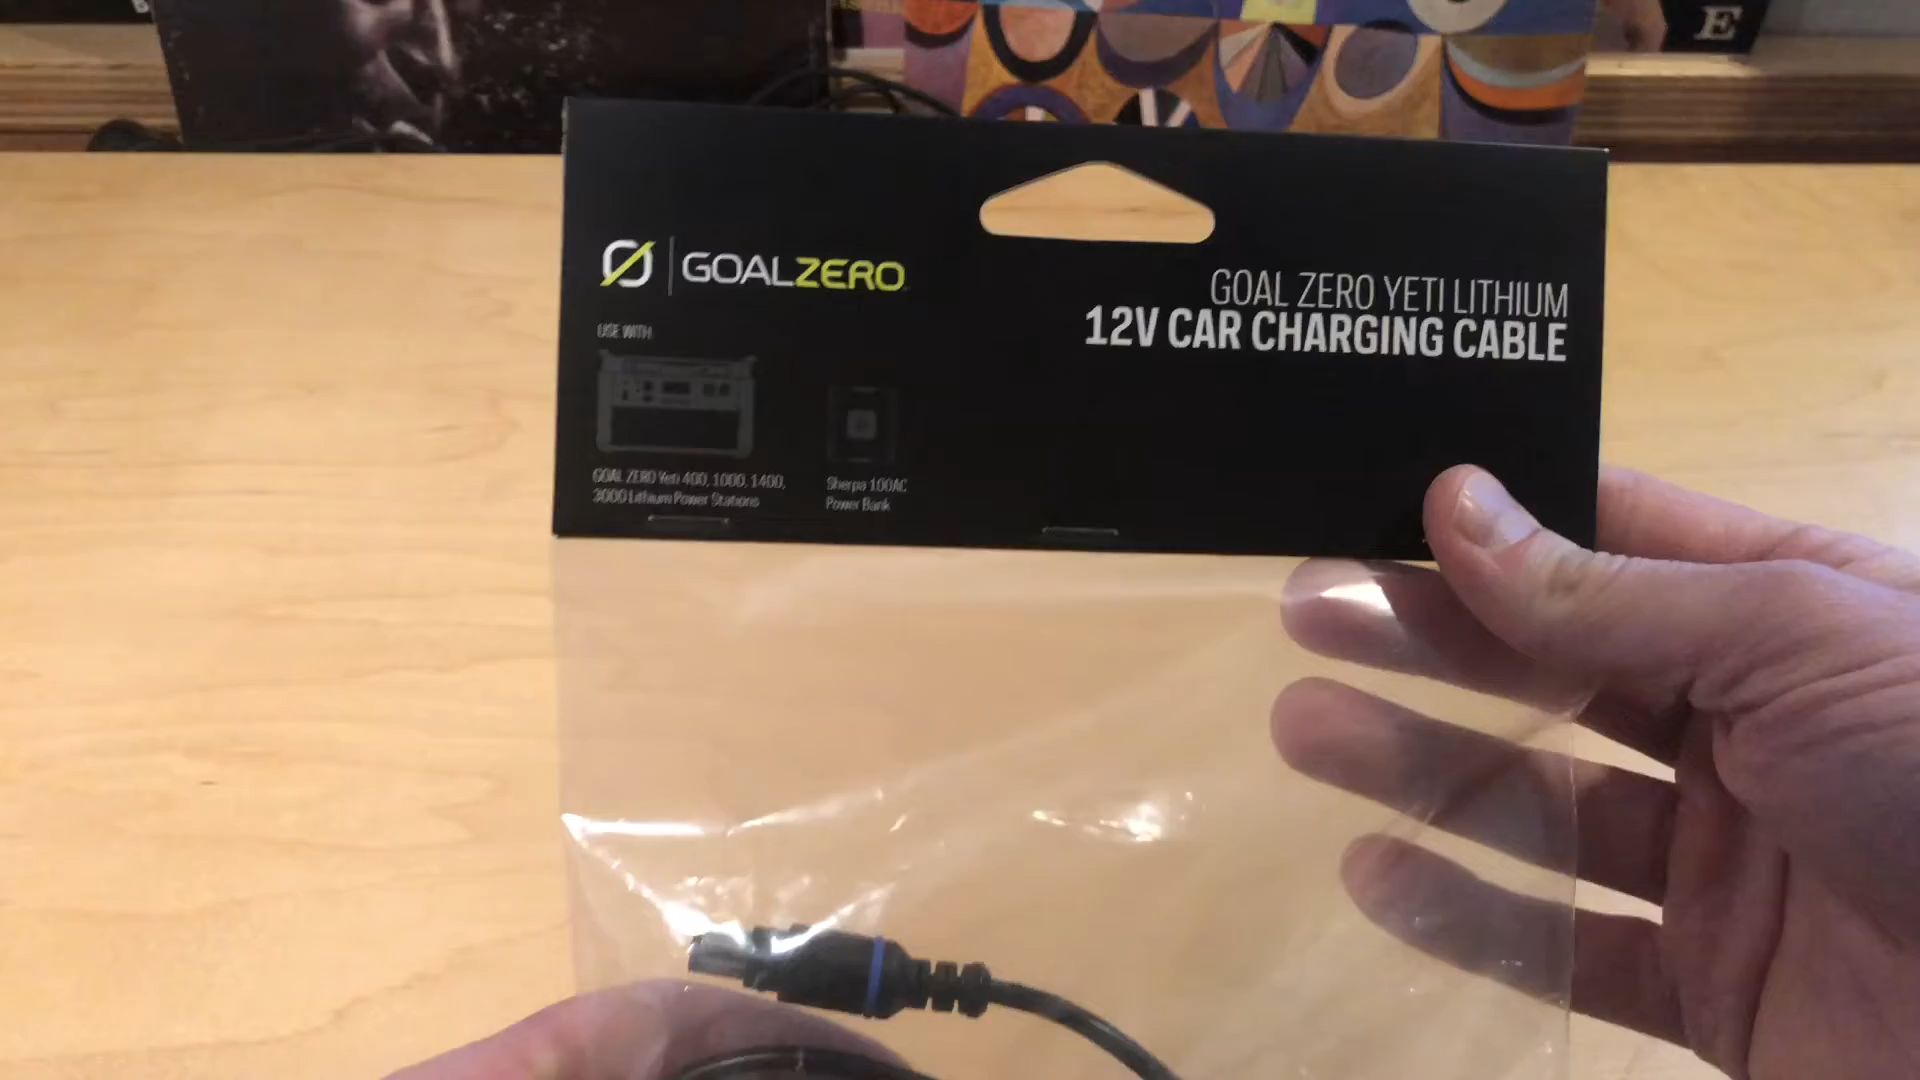 E
GOALZERO
GOAL ZERO YETI LITHIUM
12V CAR CHARGING CABLE
USE WITH
GOAL ZERO Yeti 400, 1000, 1400,
3000 Lithium Power Stations
Sherpa 100AC
Power Bank